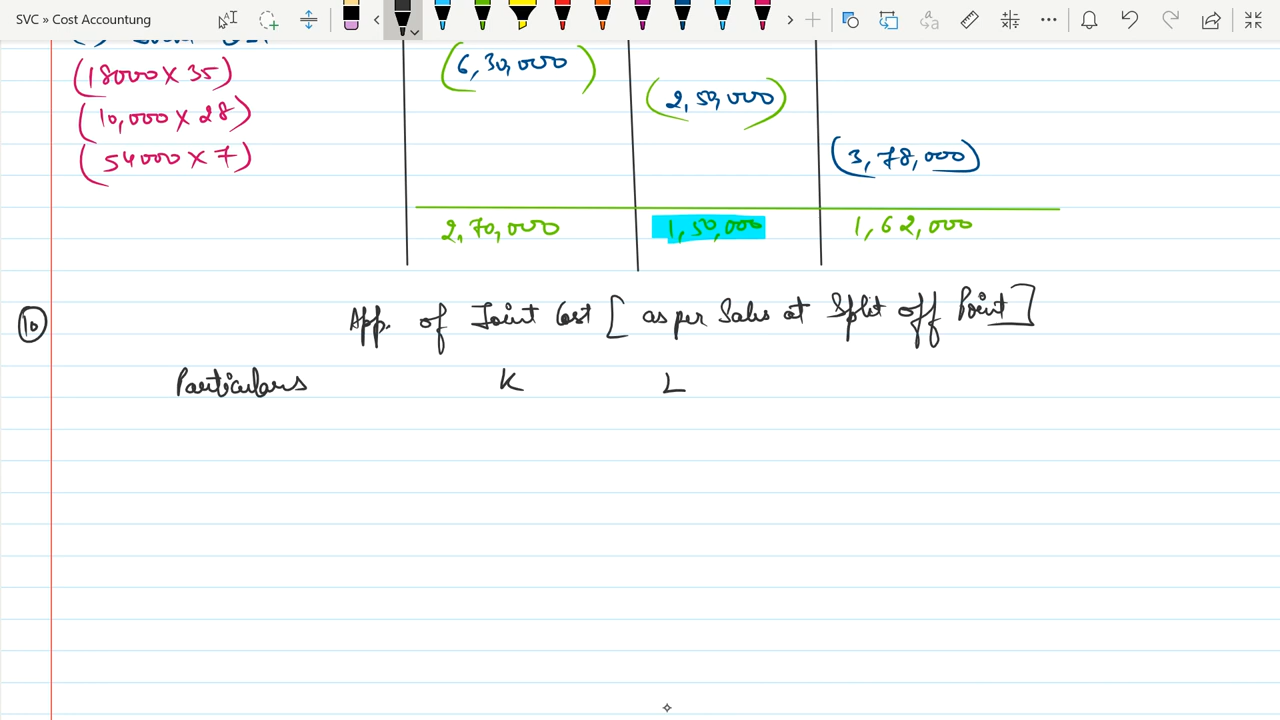 SVC » Cost Accountung
(18000 X 35) (6,30,000)
(10,000 X 28) (2,50,000)
(54000 X 7) (3,78,000)
2,70,000 1,50,000 1,62,000
10 App. of Joint Cost [as per Sales at Split off Point]
Particulars K L